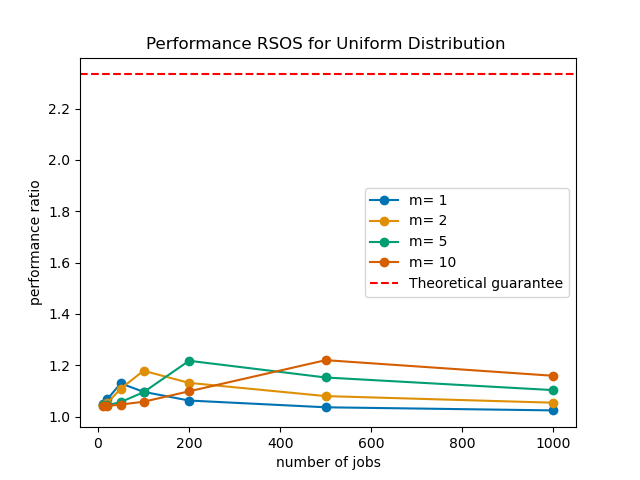 Performance RSOS for Uniform Distribution
performance ratio
2.2
2.0
1.8
1.6
1.4
1.2
1.0
m= 1
m= 2
m= 5
m= 10
Theoretical guarantee
0 200 400 600 800 1000
number of jobs